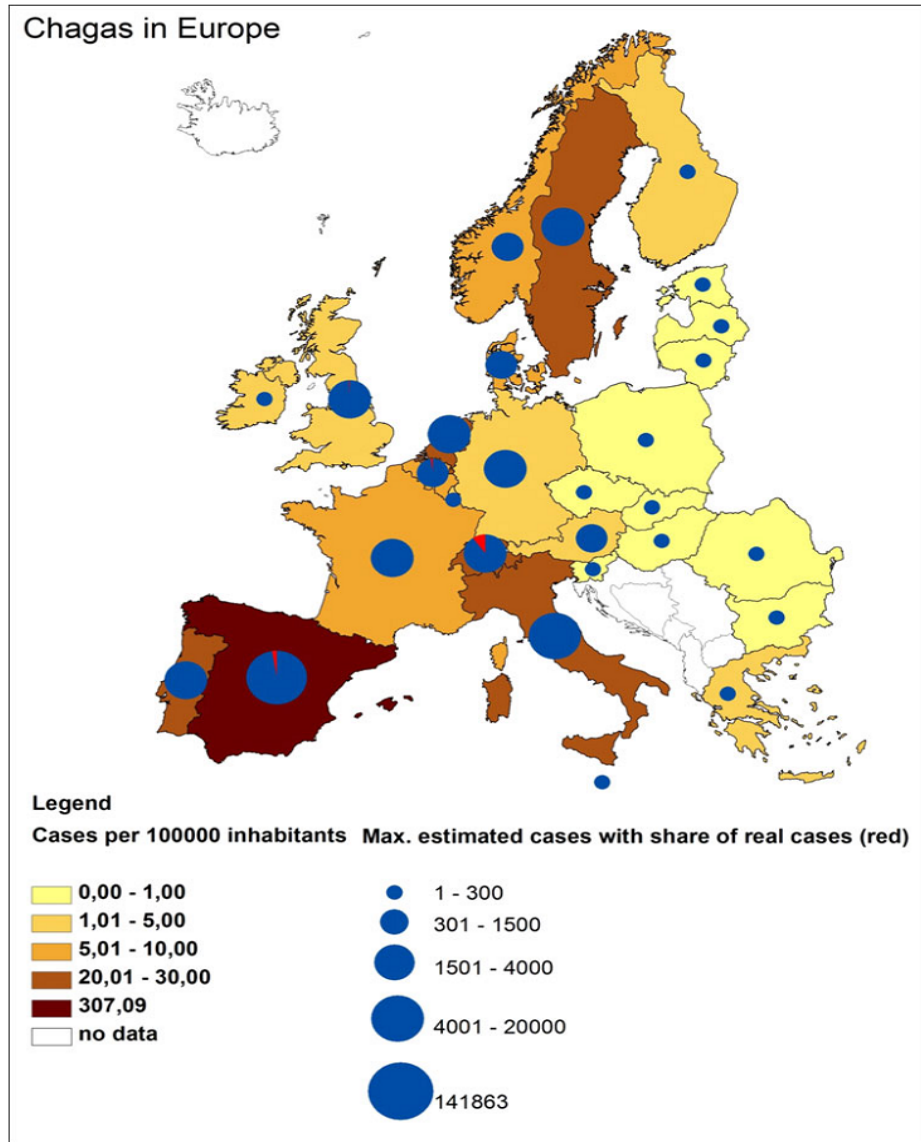 Chagas in Europe
Legend
Cases per 100000 inhabitants
0,00 - 1,00
1,01 - 5,00
5,01 - 10,00
20,01 - 30,00
307,09
no data
Max. estimated cases with share of real cases (red)
1 - 300
301 - 1500
1501 - 4000
4001 - 20000
141863